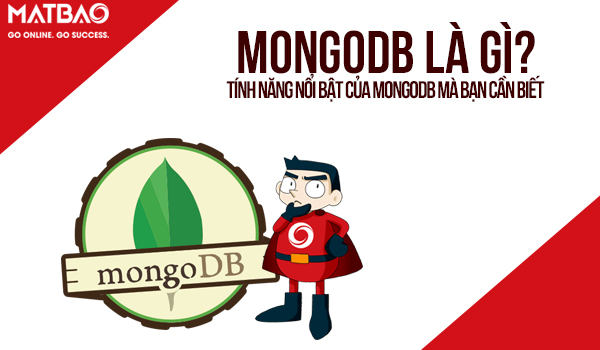 MATBAO
GO ONLINE. GO SUCCESS.
MONGODB LÀ GÌ?
TÍNH NĂNG NỔI BẬT CỦA MONGODB MÀ BẠN CẦN BIẾT
mongoDB